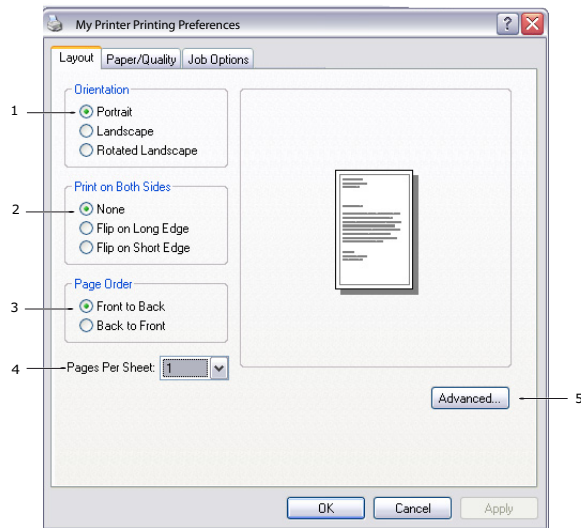 My Printer Printing Preferences
Layout Paper/Quality Job Options
Orientation
1 Portrait
Landscape
Rotated Landscape
Print on Both Sides
2 None
Flip on Long Edge
Flip on Short Edge
Page Order
3 Front to Back
Back to Front
4 Pages Per Sheet: 1
Advanced... 5
OK Cancel Apply